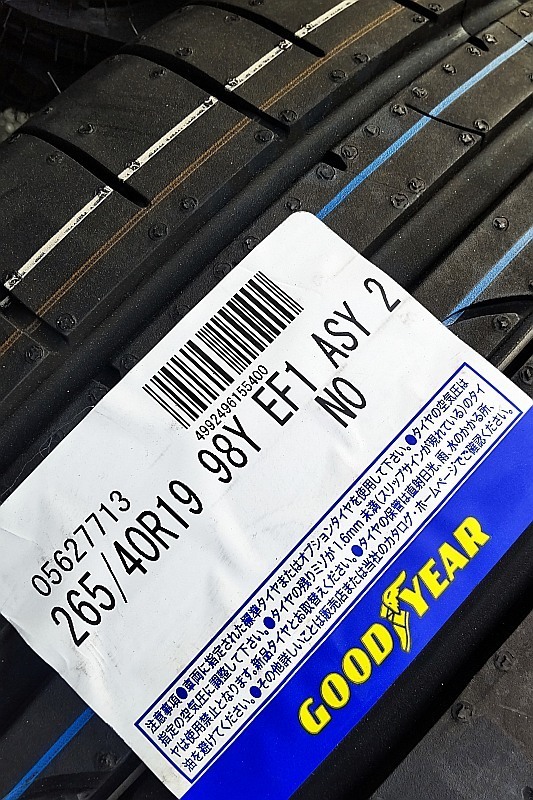 4992496155400
05627713
265/40R19 98Y EF1 ASY 2
NO
注意事項●車両に指定された標準タイヤまたはオプションタイヤを使用して下さい。●タイヤの空気圧は
指定の空気圧に調整して下さい。●タイヤの残りミゾが1.6mm未満(スリップサインが現れている)のタイ
ヤは使用禁止となります。新品タイヤとお取替えください。●タイヤの保管は直射日光、雨、水のかかる所、
油を避けてください。●その他詳しいことは販売店または当社のカタログ・ホームページでご確認ください。
GOODYEAR